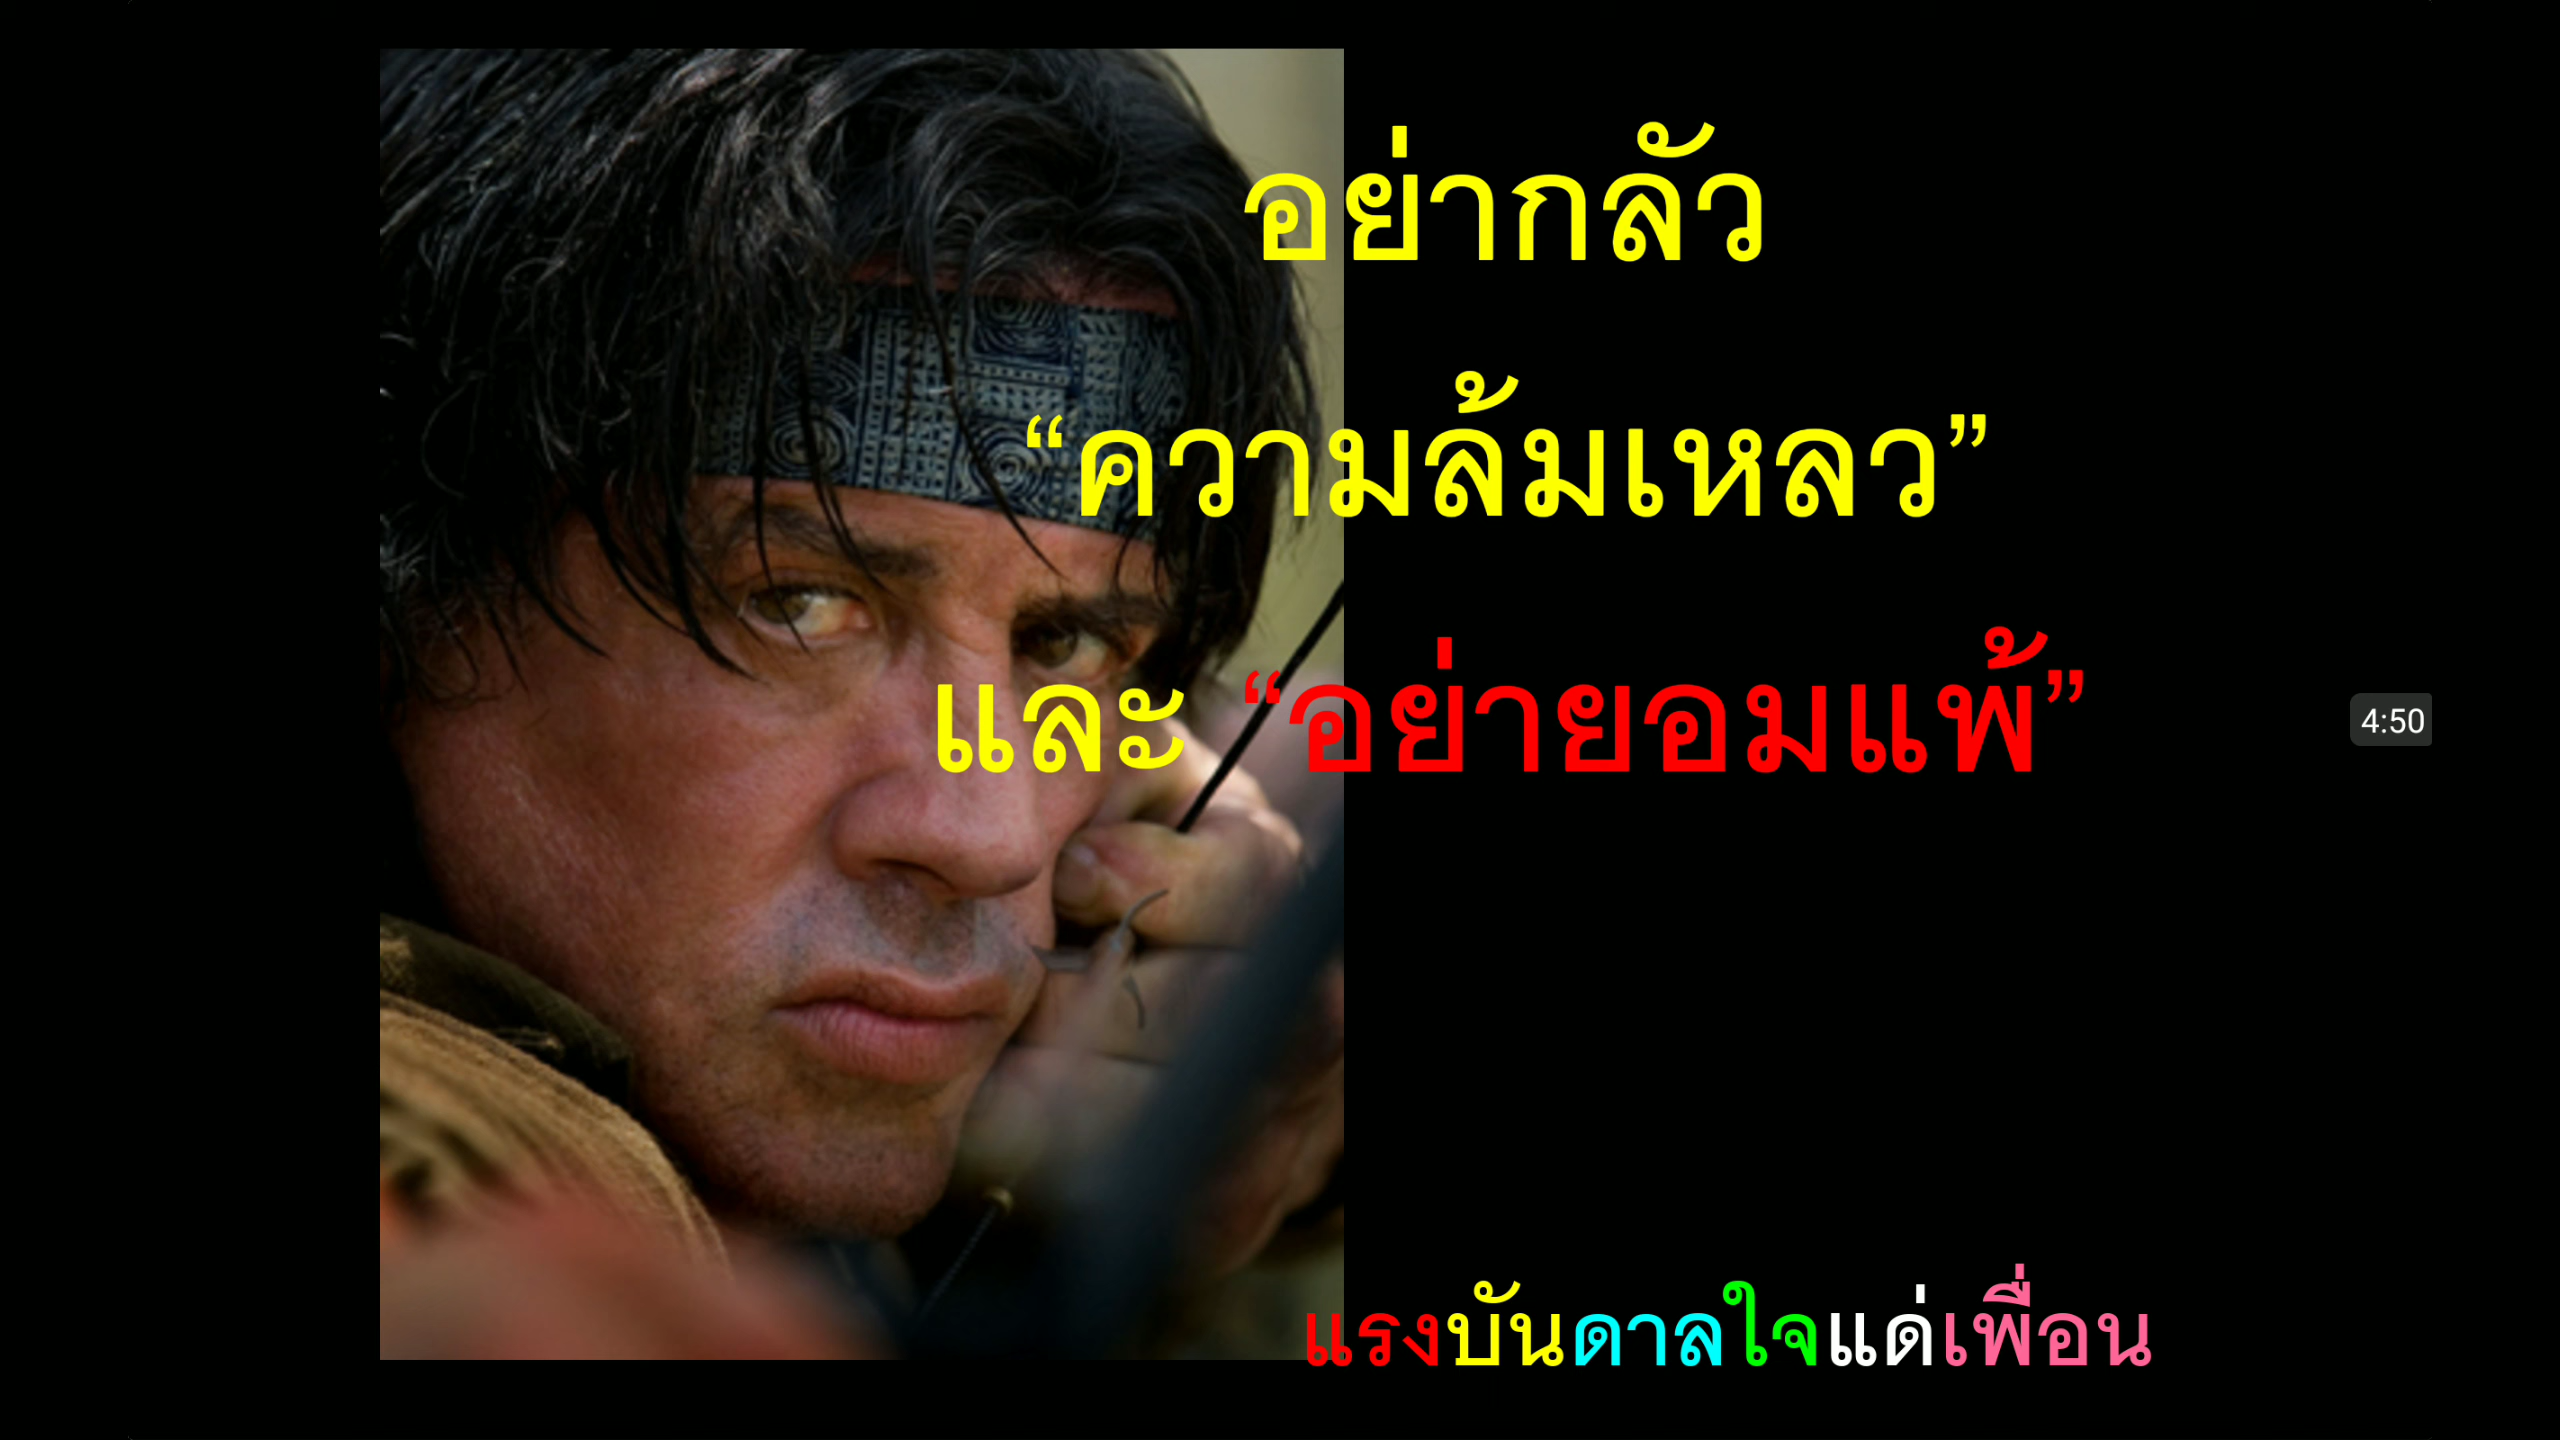 อย่ากลัว
“ความล้มเหลว”
และ “อย่ายอมแพ้”
4:50
แรงบันดาลใจแด่เพื่อน